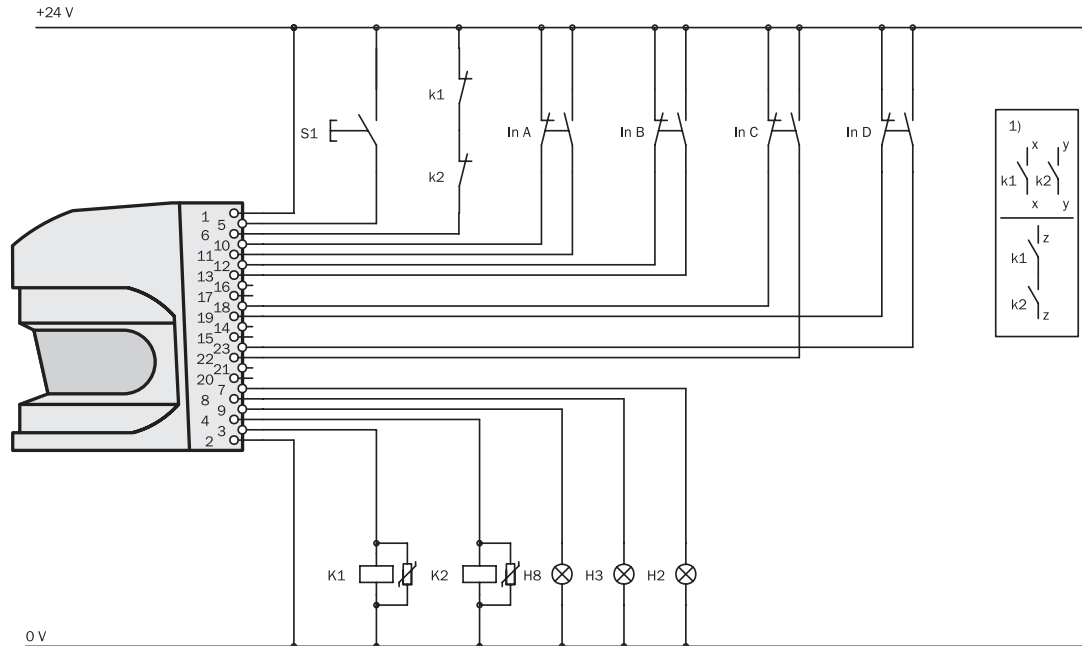 +24 V
S1
k1
k2
In A
In B
In C
In D
1)
x
y
k1
k2
x
y
z
k1
k2
z
1
5
6
10
11
12
13
16
17
18
19
14
15
23
22
21
20
7
8
9
4
3
2
K1
K2
H8
H3
H2
0 V